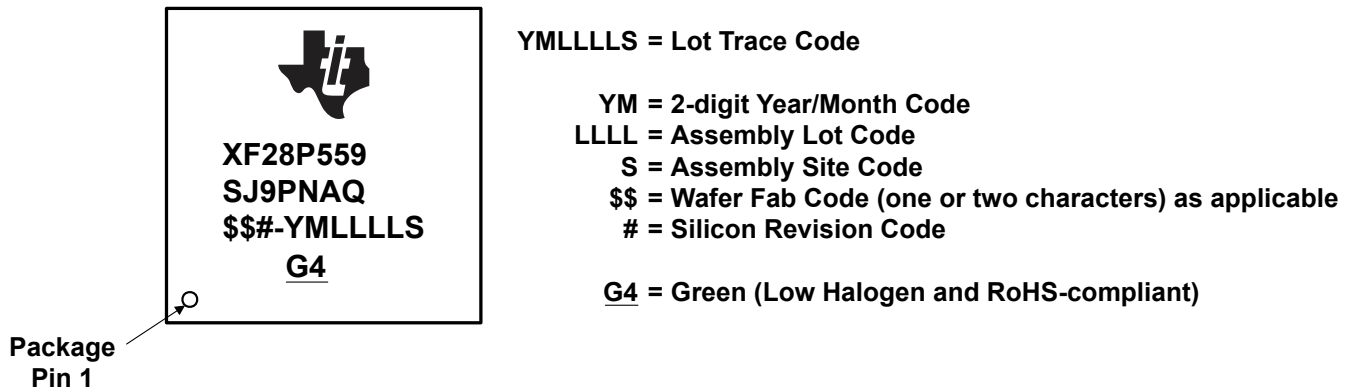 XF28P559
SJ9PNAQ
$$#-YMLLLLS
G4
Package
Pin 1
YMLLLLS = Lot Trace Code
YM = 2-digit Year/Month Code
LLLL = Assembly Lot Code
S = Assembly Site Code
$$ = Wafer Fab Code (one or two characters) as applicable
# = Silicon Revision Code
G4 = Green (Low Halogen and RoHS-compliant)